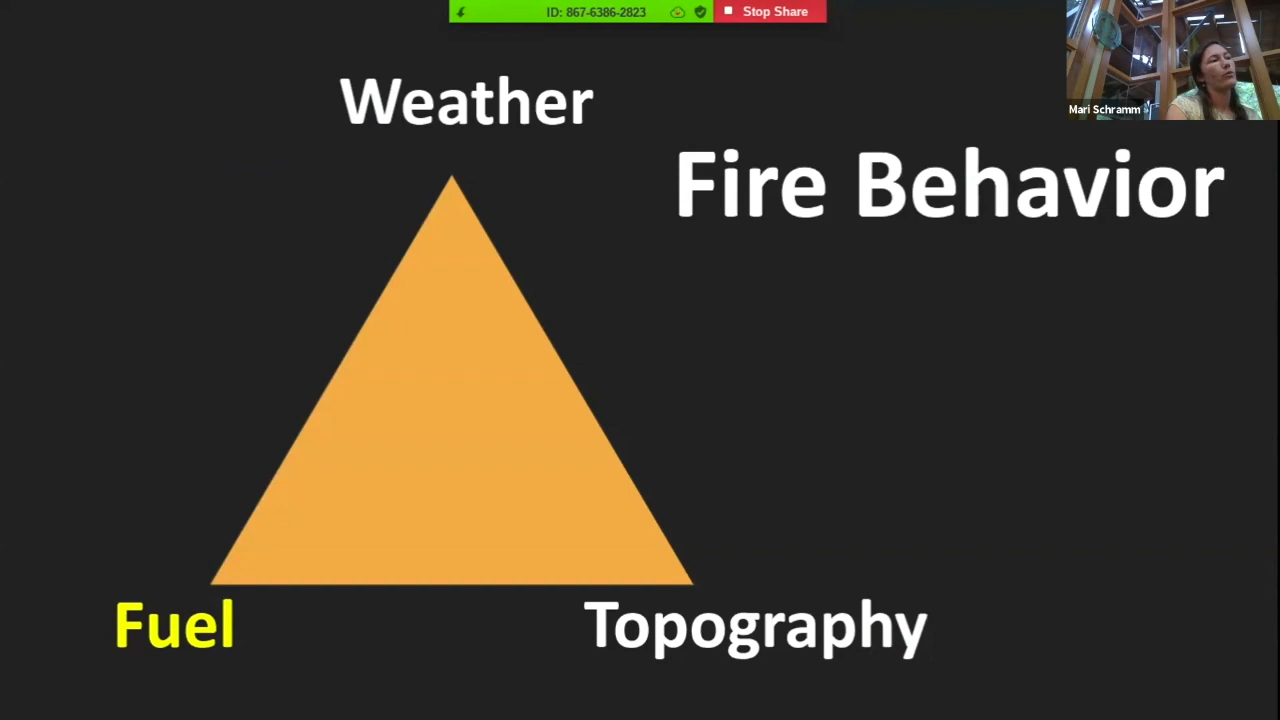 ID: 867-6386-2823
Stop Share
Weather
Mari Schramm
Fire Behavior
Fuel
Topography